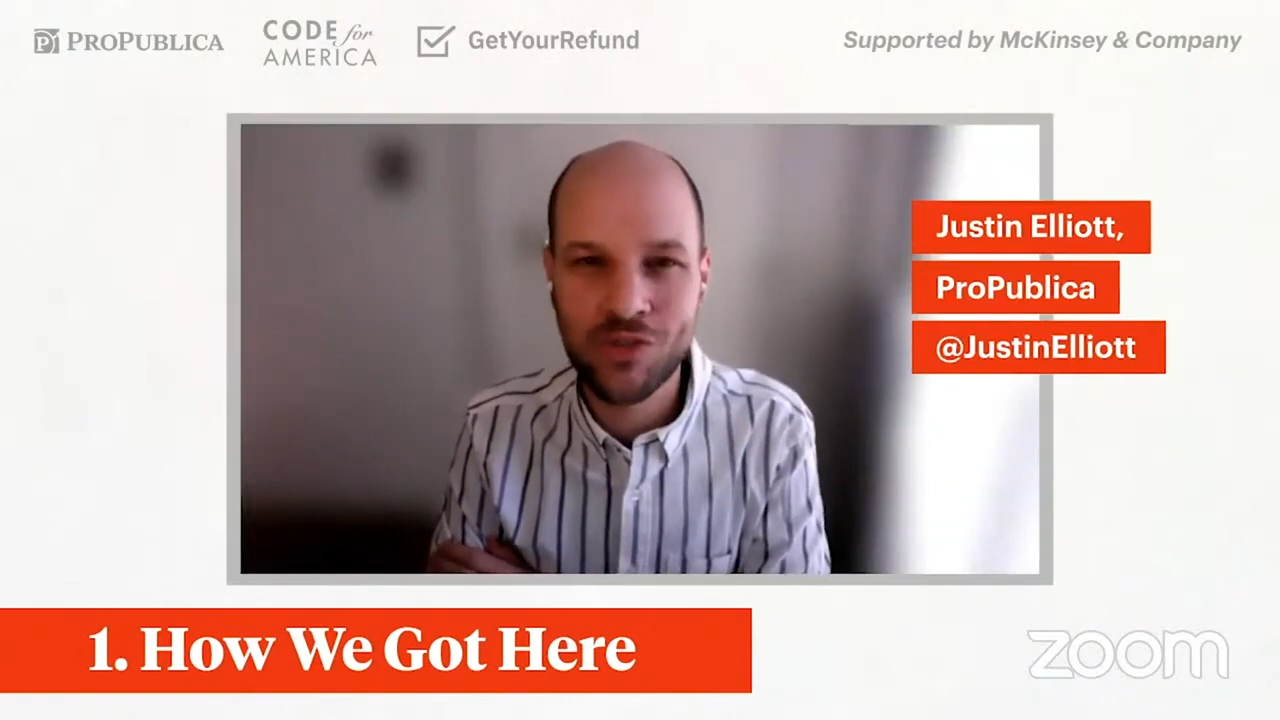 PROPUBLICA
CODE for
AMERICA
GetYourRefund
Supported by McKinsey & Company
Justin Elliott,
ProPublica
@JustinElliott
1. How We Got Here
zoom